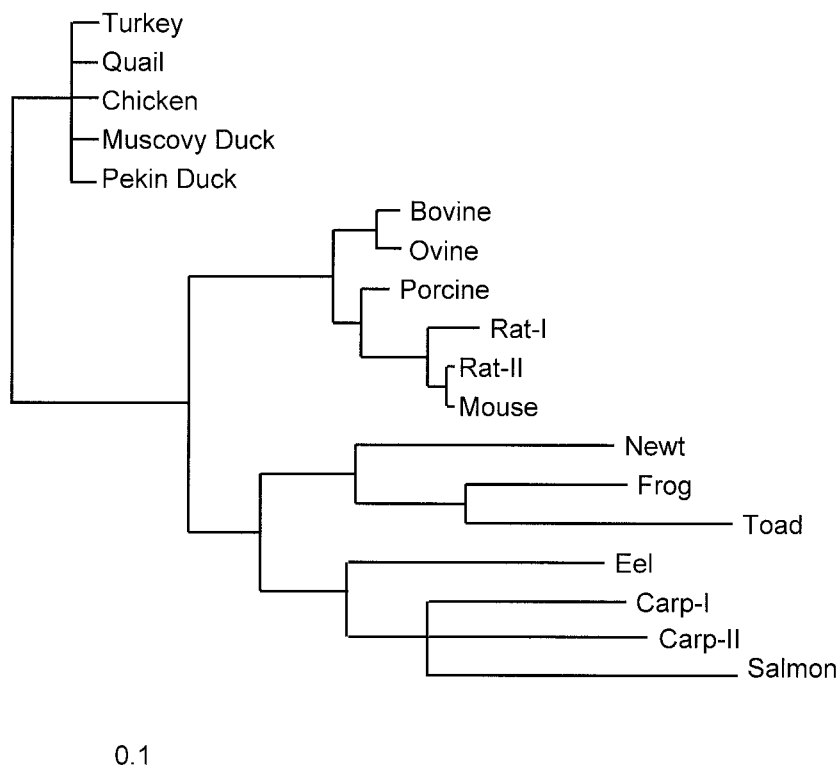 Turkey
Quail
Chicken
Muscovy Duck
Pekin Duck
Bovine
Ovine
Porcine
Rat-I
Rat-II
Mouse
Newt
Frog
Toad
Eel
Carp-I
Carp-II
Salmon
0.1